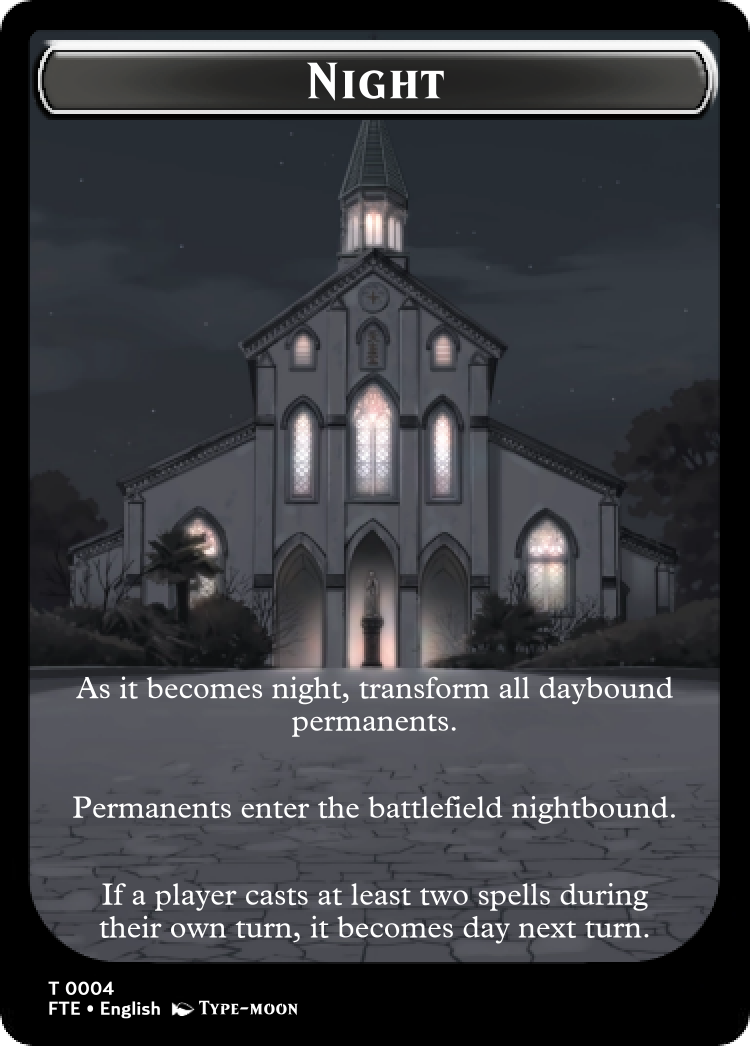 Night
As it becomes night, transform all daybound
permanents.
Permanents enter the battlefield nightbound.
If a player casts at least two spells during
their own turn, it becomes day next turn.
T 0004
FTE • English Type-moon